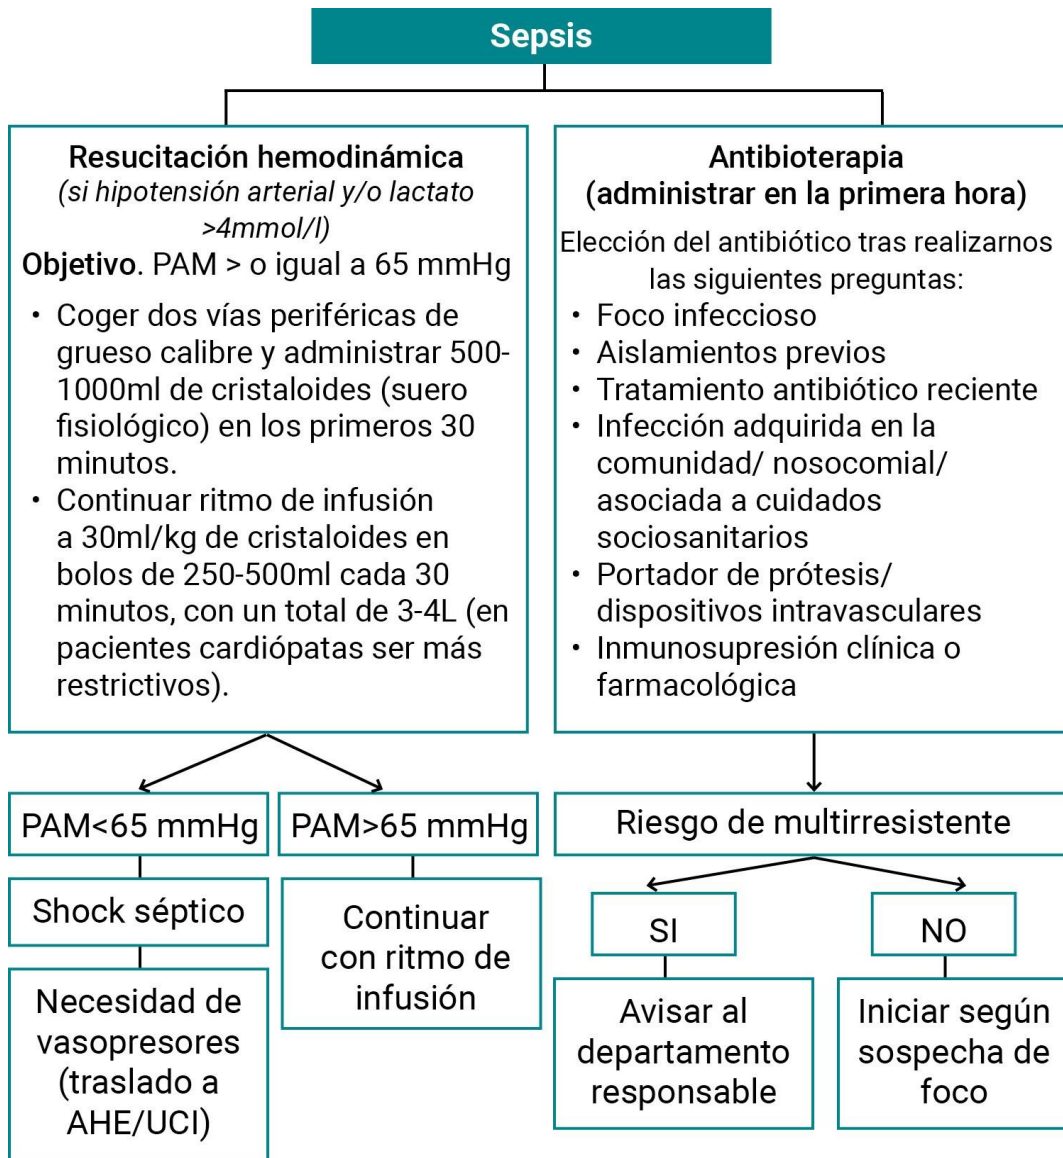 Sepsis
Resucitación hemodinámica
(si hipotensión arterial y/o lactato
>4mmol/l)
Objetivo. PAM > o igual a 65 mmHg
• Coger dos vías periféricas de
grueso calibre y administrar 500-
1000ml de cristaloides (suero
fisiológico) en los primeros 30
minutos.
• Continuar ritmo de infusión
a 30ml/kg de cristaloides en
bolos de 250-500ml cada 30
minutos, con un total de 3-4L (en
pacientes cardiópatas ser más
restrictivos).
Antibioterapia
(administrar en la primera hora)
Elección del antibiótico tras realizarnos
las siguientes preguntas:
• Foco infeccioso
• Aislamientos previos
• Tratamiento antibiótico reciente
• Infección adquirida en la
comunidad/ nosocomial/
asociada a cuidados
sociosanitarios
• Portador de prótesis/
dispositivos intravasculares
• Inmunosupresión clínica o
farmacológica
PAM<65 mmHg
PAM>65 mmHg
Riesgo de multirresistente
Shock séptico
Continuar
con ritmo de
infusión
SI
NO
Necesidad de
vasopresores
(traslado a
AHE/UCI)
Avisar al
departamento
responsable
Iniciar según
sospecha de
foco